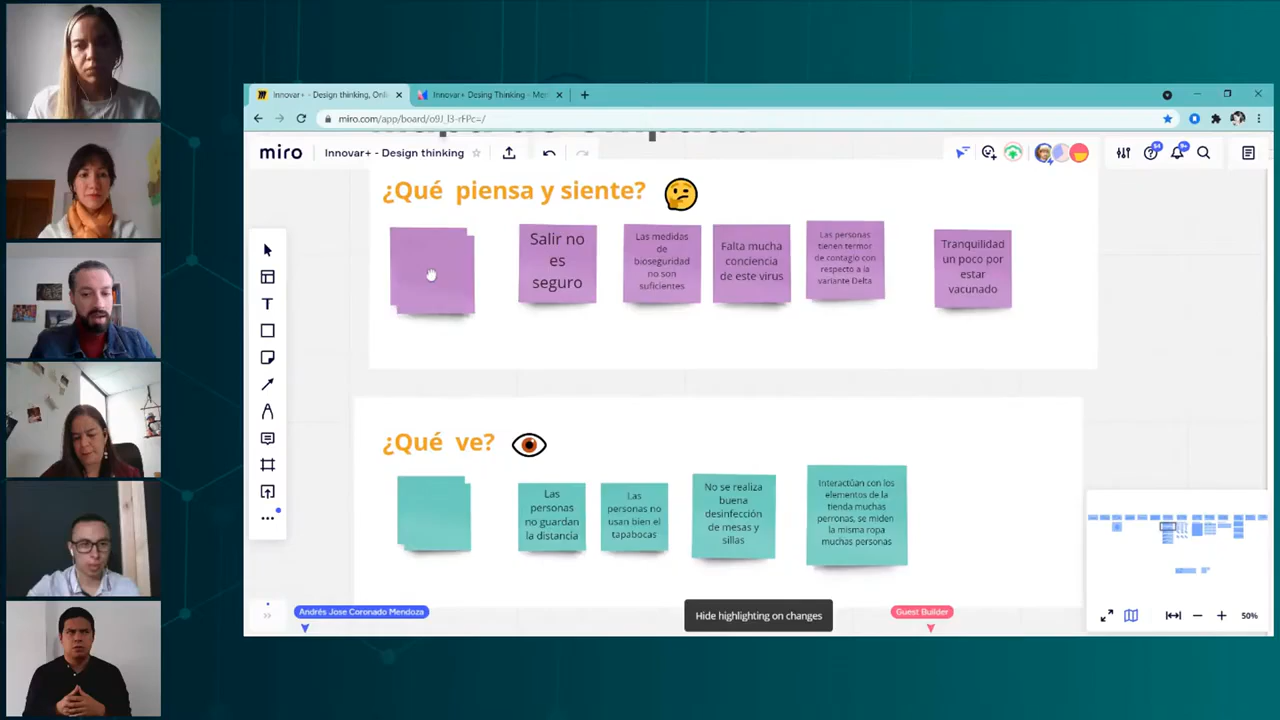 Innovar+ - Design thinking, Onli
Innovar+ Desing Thinking - Mer
miro.com/app/board/o9J_l3-rFPc=/
miro
Innovar+ - Design thinking
¿Qué piensa y siente?
Salir no
es
seguro
Las medidas
de
bioseguridad
no son
suficientes
Falta mucha
conciencia
de este virus
Las personas
tienen termor
de contagio con
respecto a la
variante Delta
Tranquilidad
un poco por
estar
vacunado
¿Qué ve?
Las
personas
no guardan
la distancia
Las
personas no
usan bien el
tapabocas
No se realiza
buena
desinfección
de mesas y
sillas
Interactúan con los
elementos de la
tienda muchas
perronas, se miden
la misma ropa
muchas personas
Andrés Jose Coronado Mendoza
Hide highlighting on changes
Guest Builder
50%